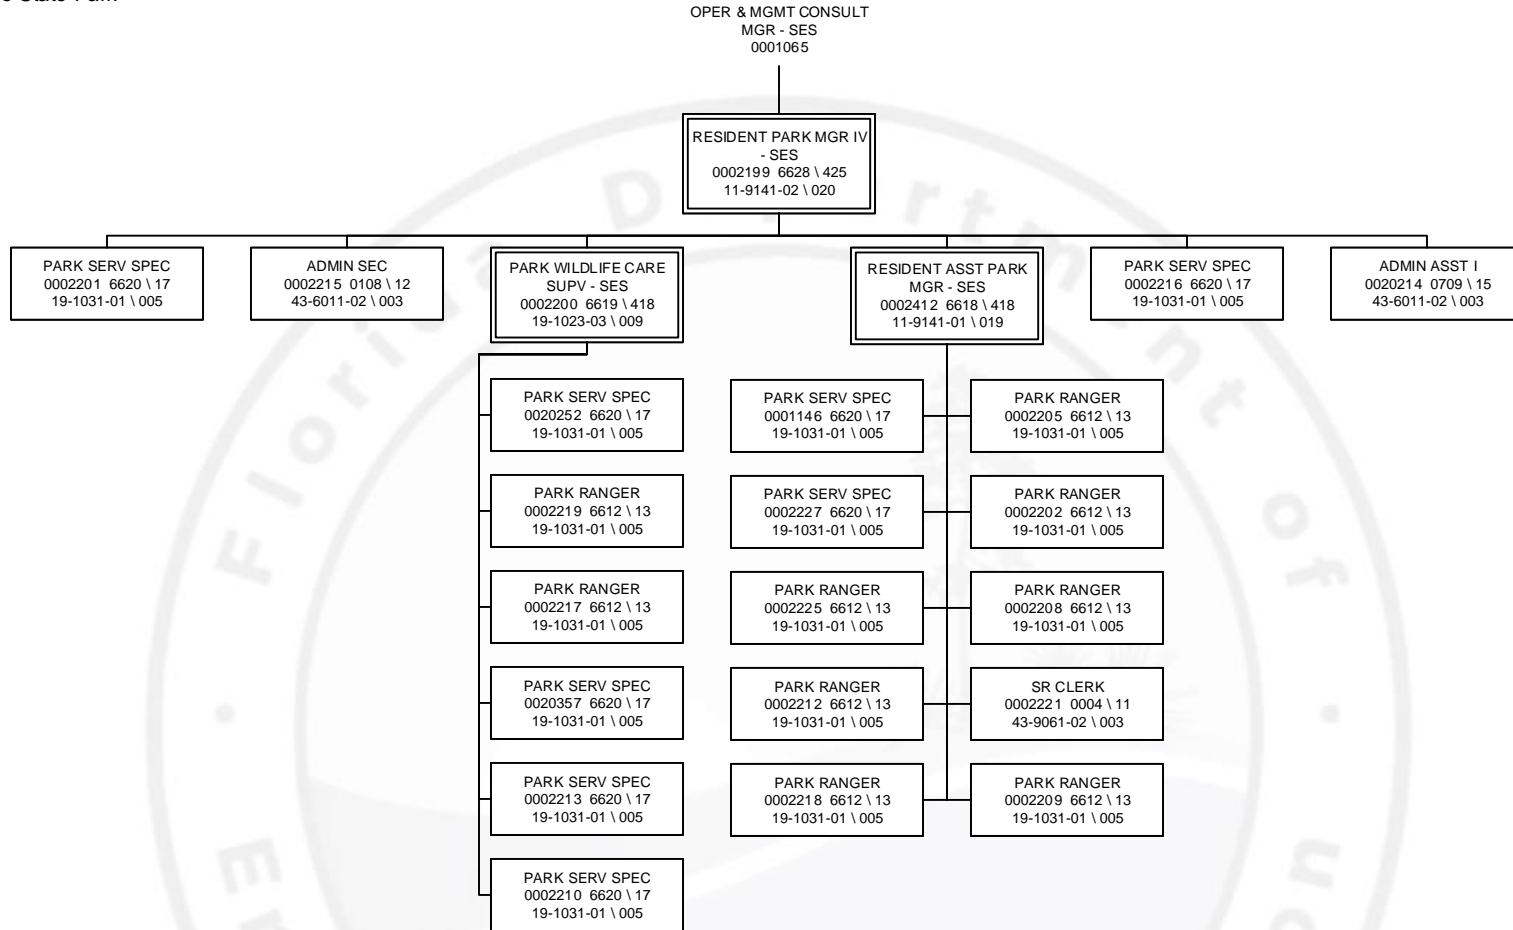 State Park
OPER & MGMT CONSULT
MGR - SES
0001065
RESIDENT PARK MGR IV
- SES
0002199 6628 \ 425
11-9141-02 \ 020
PARK SERV SPEC
0002201 6620 \ 17
19-1031-01 \ 005
ADMIN SEC
0002215 0108 \ 12
43-6011-02 \ 003
PARK WILDLIFE CARE
SUPV - SES
0002200 6619 \ 418
19-1023-03 \ 009
RESIDENT ASST PARK
MGR - SES
0002412 6618 \ 418
11-9141-01 \ 019
PARK SERV SPEC
0002216 6620 \ 17
19-1031-01 \ 005
ADMIN ASST I
0020214 0709 \ 15
43-6011-02 \ 003
PARK SERV SPEC
0020252 6620 \ 17
19-1031-01 \ 005
PARK RANGER
0002219 6612 \ 13
19-1031-01 \ 005
PARK RANGER
0002217 6612 \ 13
19-1031-01 \ 005
PARK SERV SPEC
0020357 6620 \ 17
19-1031-01 \ 005
PARK SERV SPEC
0002213 6620 \ 17
19-1031-01 \ 005
PARK SERV SPEC
0002210 6620 \ 17
19-1031-01 \ 005
PARK SERV SPEC
0001146 6620 \ 17
19-1031-01 \ 005
PARK RANGER
0002205 6612 \ 13
19-1031-01 \ 005
PARK SERV SPEC
0002227 6620 \ 17
19-1031-01 \ 005
PARK RANGER
0002202 6612 \ 13
19-1031-01 \ 005
PARK RANGER
0002225 6612 \ 13
19-1031-01 \ 005
PARK RANGER
0002208 6612 \ 13
19-1031-01 \ 005
PARK RANGER
0002212 6612 \ 13
19-1031-01 \ 005
SR CLERK
0002221 0004 \ 11
43-9061-02 \ 003
PARK RANGER
0002218 6612 \ 13
19-1031-01 \ 005
PARK RANGER
0002209 6612 \ 13
19-1031-01 \ 005
Florida
of